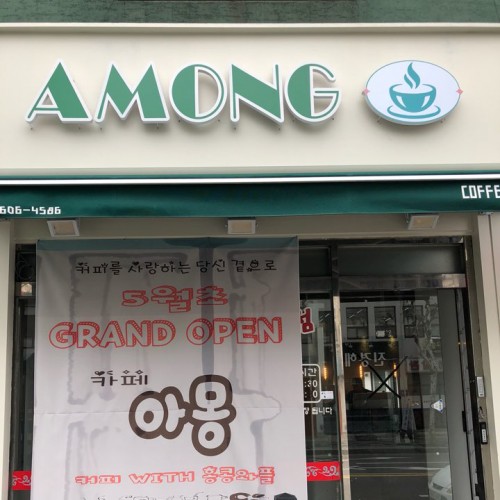 AMONG
606-4586
COFFE
커피를 사랑하는 당신 곁으로
5월초
GRAND OPEN
카페
아몽
커피 WITH 홍콩와플